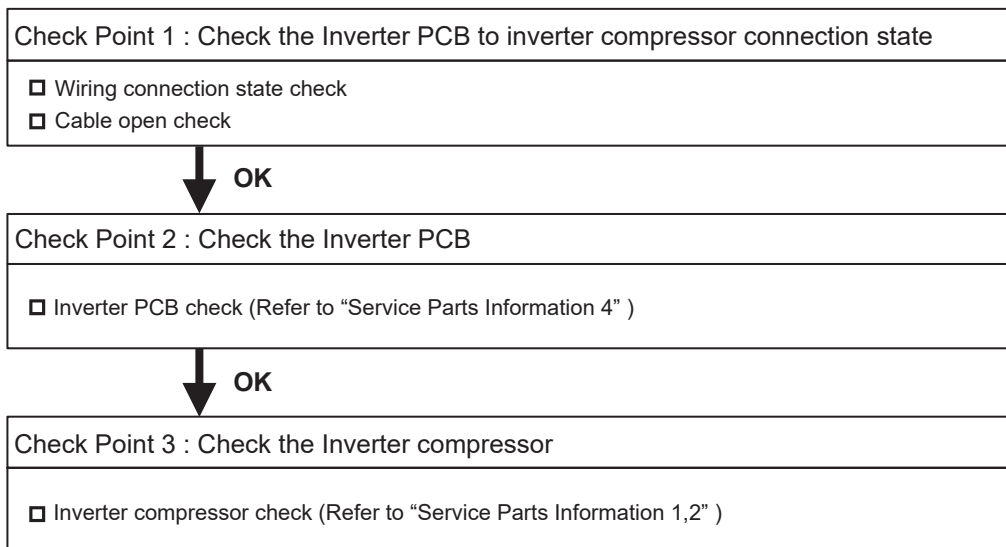 Check Point 1 : Check the Inverter PCB to inverter compressor connection state
Wiring connection state check
Cable open check
OK
Check Point 2 : Check the Inverter PCB
Inverter PCB check (Refer to “Service Parts Information 4” )
OK
Check Point 3 : Check the Inverter compressor
Inverter compressor check (Refer to “Service Parts Information 1,2” )